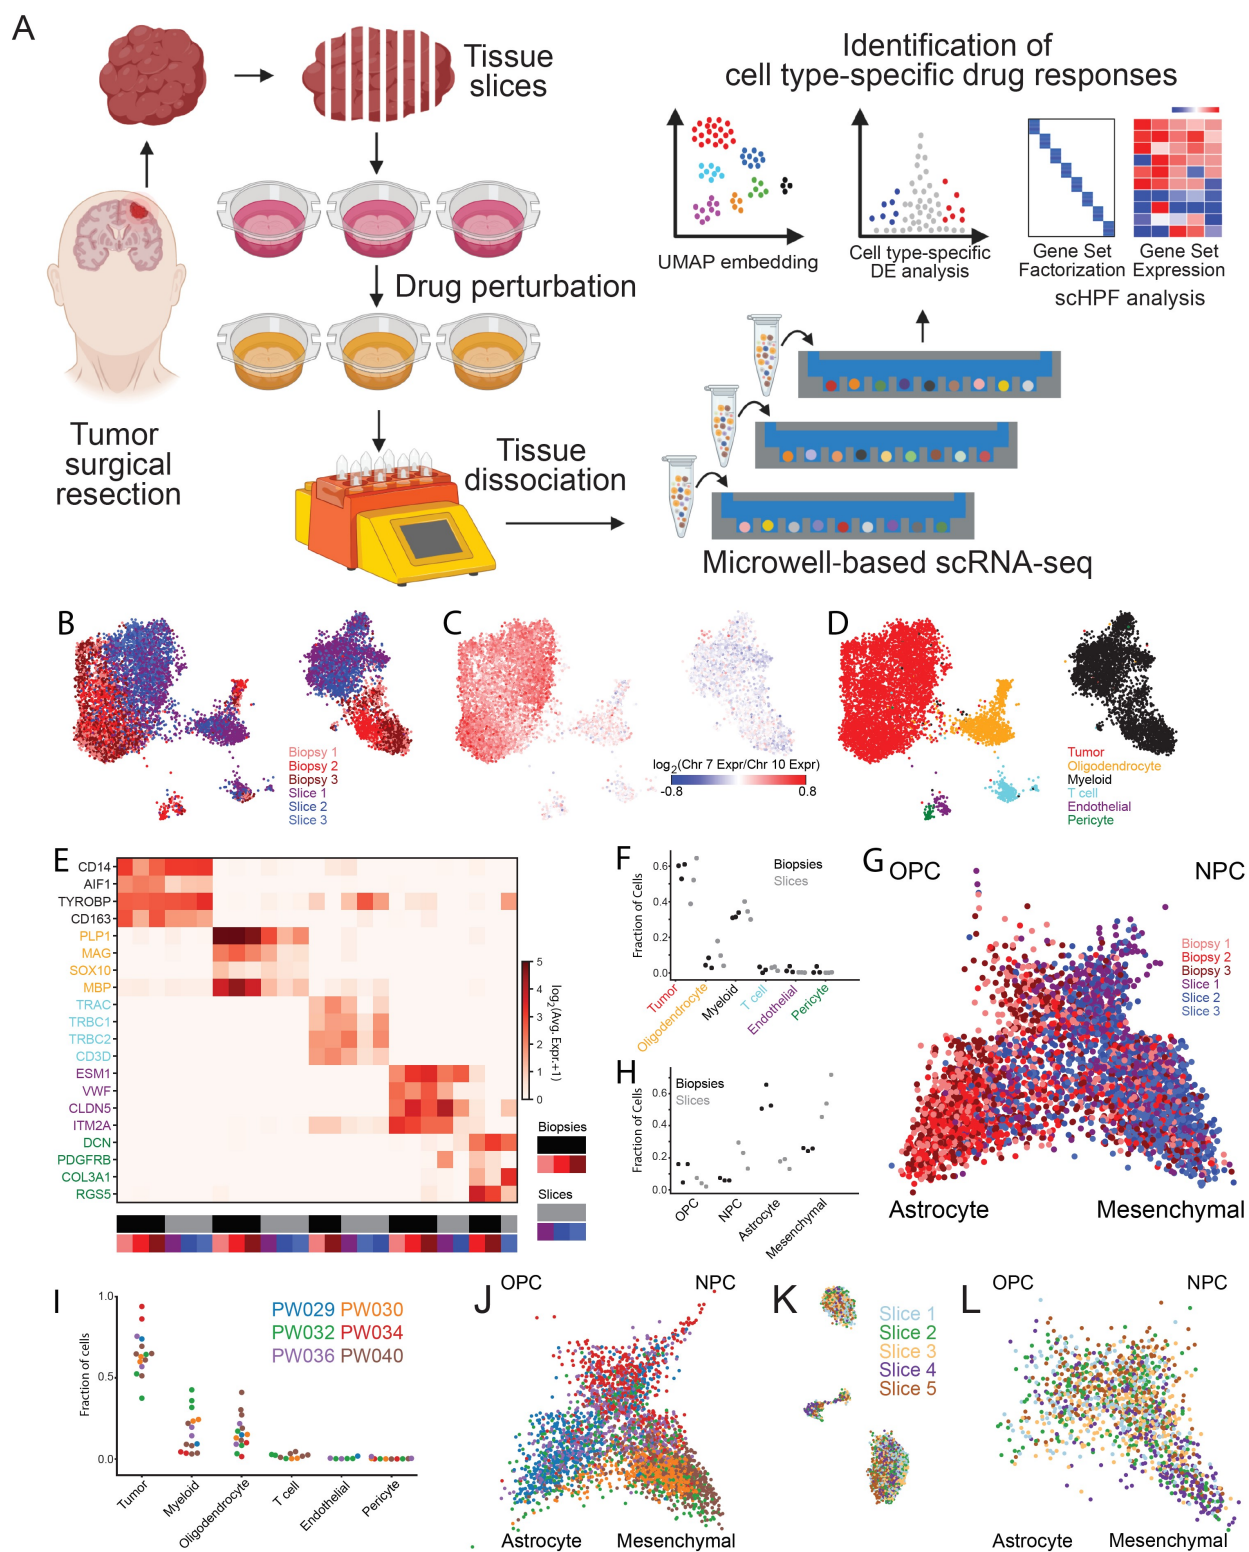 A
Tissue
slices
Identification of
cell type-specific drug responses
UMAP embedding
Cell type-specific
DE analysis
Gene Set
Factorization
Gene Set
Expression
scHPF analysis
Drug perturbation
Tumor
surgical
resection
Tissue
dissociation
Microwell-based scRNA-seq
B
Biopsy 1
Biopsy 2
Biopsy 3
Slice 1
Slice 2
Slice 3
C
log2(Chr 7 Expr/Chr 10 Expr)
-0.8
0.8
D
Tumor
Oligodendrocyte
Myeloid
T cell
Endothelial
Pericyte
E
CD14
AIF1
TYROBP
CD163
PLP1
MAG
SOX10
MBP
TRAC
TRBC1
TRBC2
CD3D
ESM1
VWF
CLDN5
ITM2A
DCN
PDGFRB
COL3A1
RGS5
5
4
3
2
1
0
log2(Avg. Expr.+1)
Biopsies
Slices
F
Fraction of Cells
0.6
0.4
0.2
0.0
Biopsies
Slices
Tumor
Oligodendrocyte
Myeloid
T cell
Endothelial
Pericyte
G
OPC
NPC
Biopsy 1
Biopsy 2
Biopsy 3
Slice 1
Slice 2
Slice 3
Astrocyte
Mesenchymal
H
Fraction of Cells
0.6
0.4
0.2
0.0
Biopsies
Slices
OPC
NPC
Astrocyte
Mesenchymal
I
Fraction of cells
1.0
0.5
0.0
PW029 PW030
PW032 PW034
PW036 PW040
Tumor
Myeloid
Oligodendrocyte
T cell
Endothelial
Pericyte
J
OPC
NPC
Astrocyte
Mesenchymal
K
Slice 1
Slice 2
Slice 3
Slice 4
Slice 5
L
OPC
NPC
Astrocyte
Mesenchymal